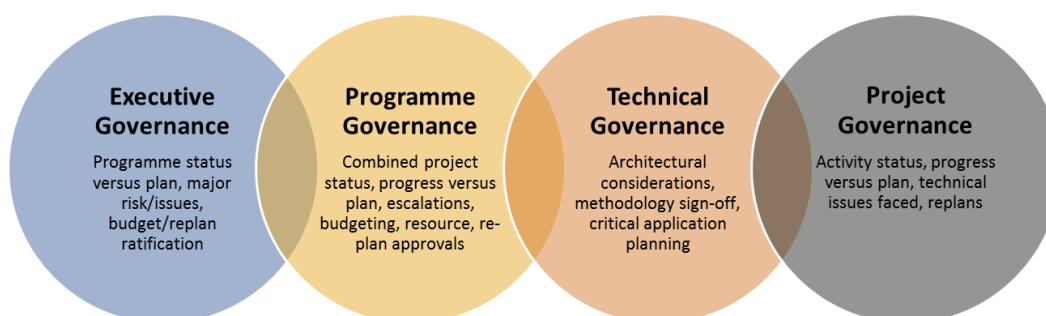 Executive
Governance
Programme status
versus plan, major
risk/issues,
budget/replan
ratification
Programme
Governance
Combined project
status, progress versus
plan, escalations,
budgeting, resource, re-
plan approvals
Technical
Governance
Architectural
considerations,
methodology sign-off,
critical application
planning
Project
Governance
Activity status, progress
versus plan, technical
issues faced, replans